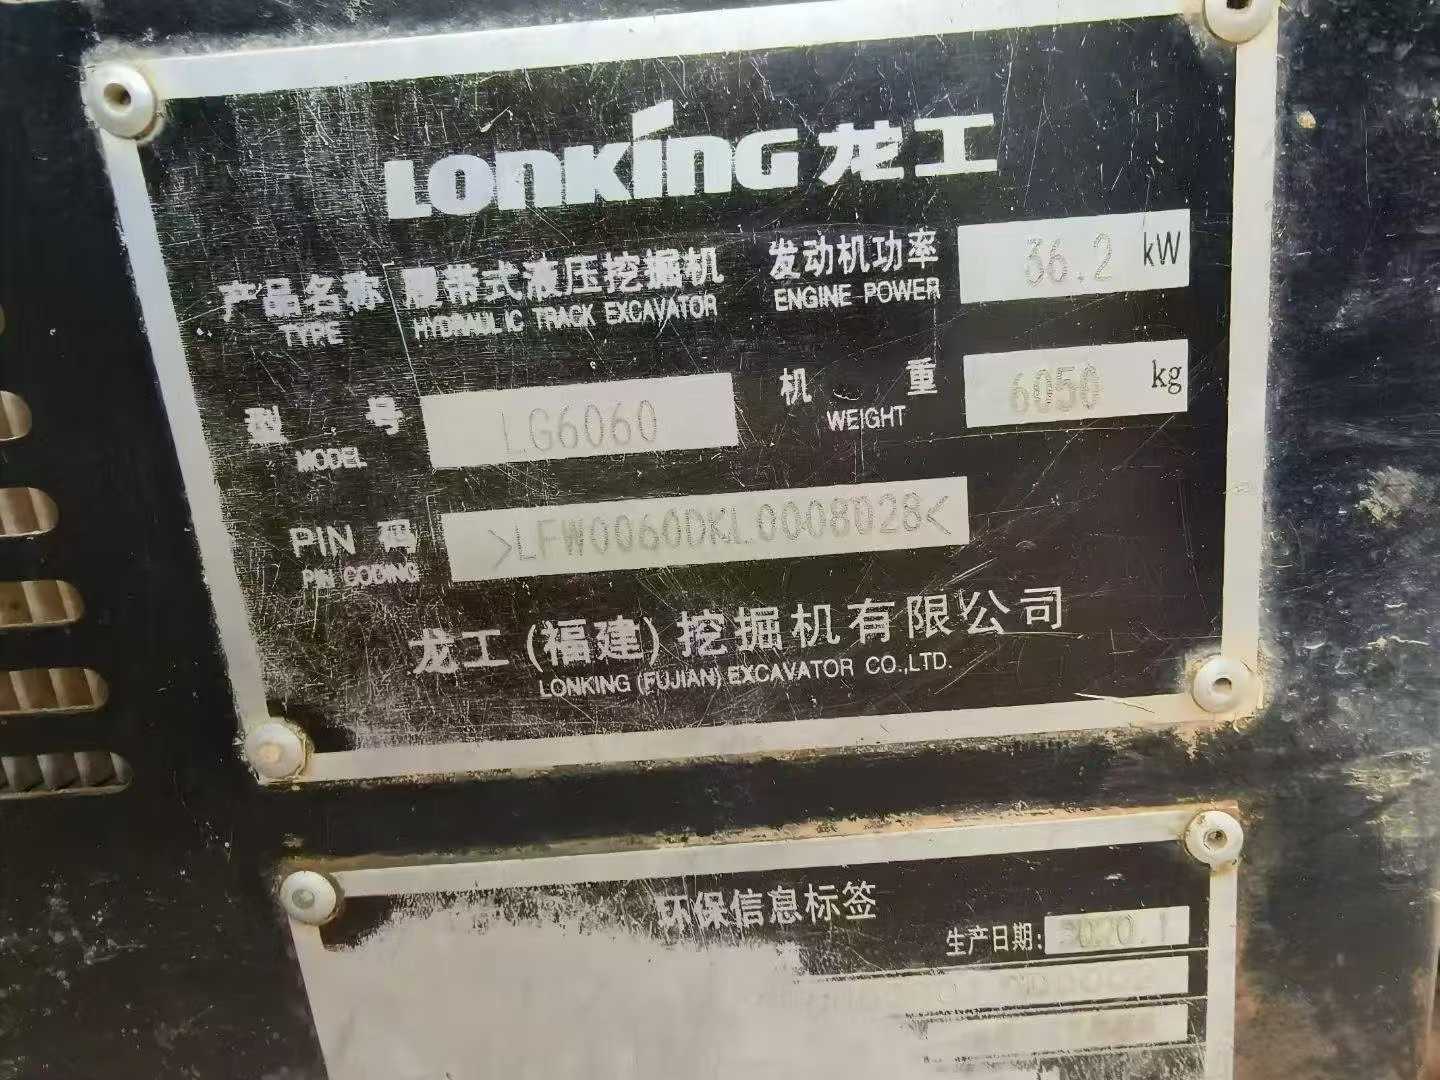 LONKING 龙工
产品名称 履带式液压挖掘机 发动机功率 36.2 kW
TYPE HYDRAULIC TRACK EXCAVATOR ENGINE POWER
型号 LG6060 机重 6050 kg
MODEL WEIGHT
PIN 码 >LFW0060DKL0008028<
PIN CODING
龙工(福建)挖掘机有限公司
LONKING (FUJIAN) EXCAVATOR CO.,LTD.
环保信息标签
生产日期: 2020.1